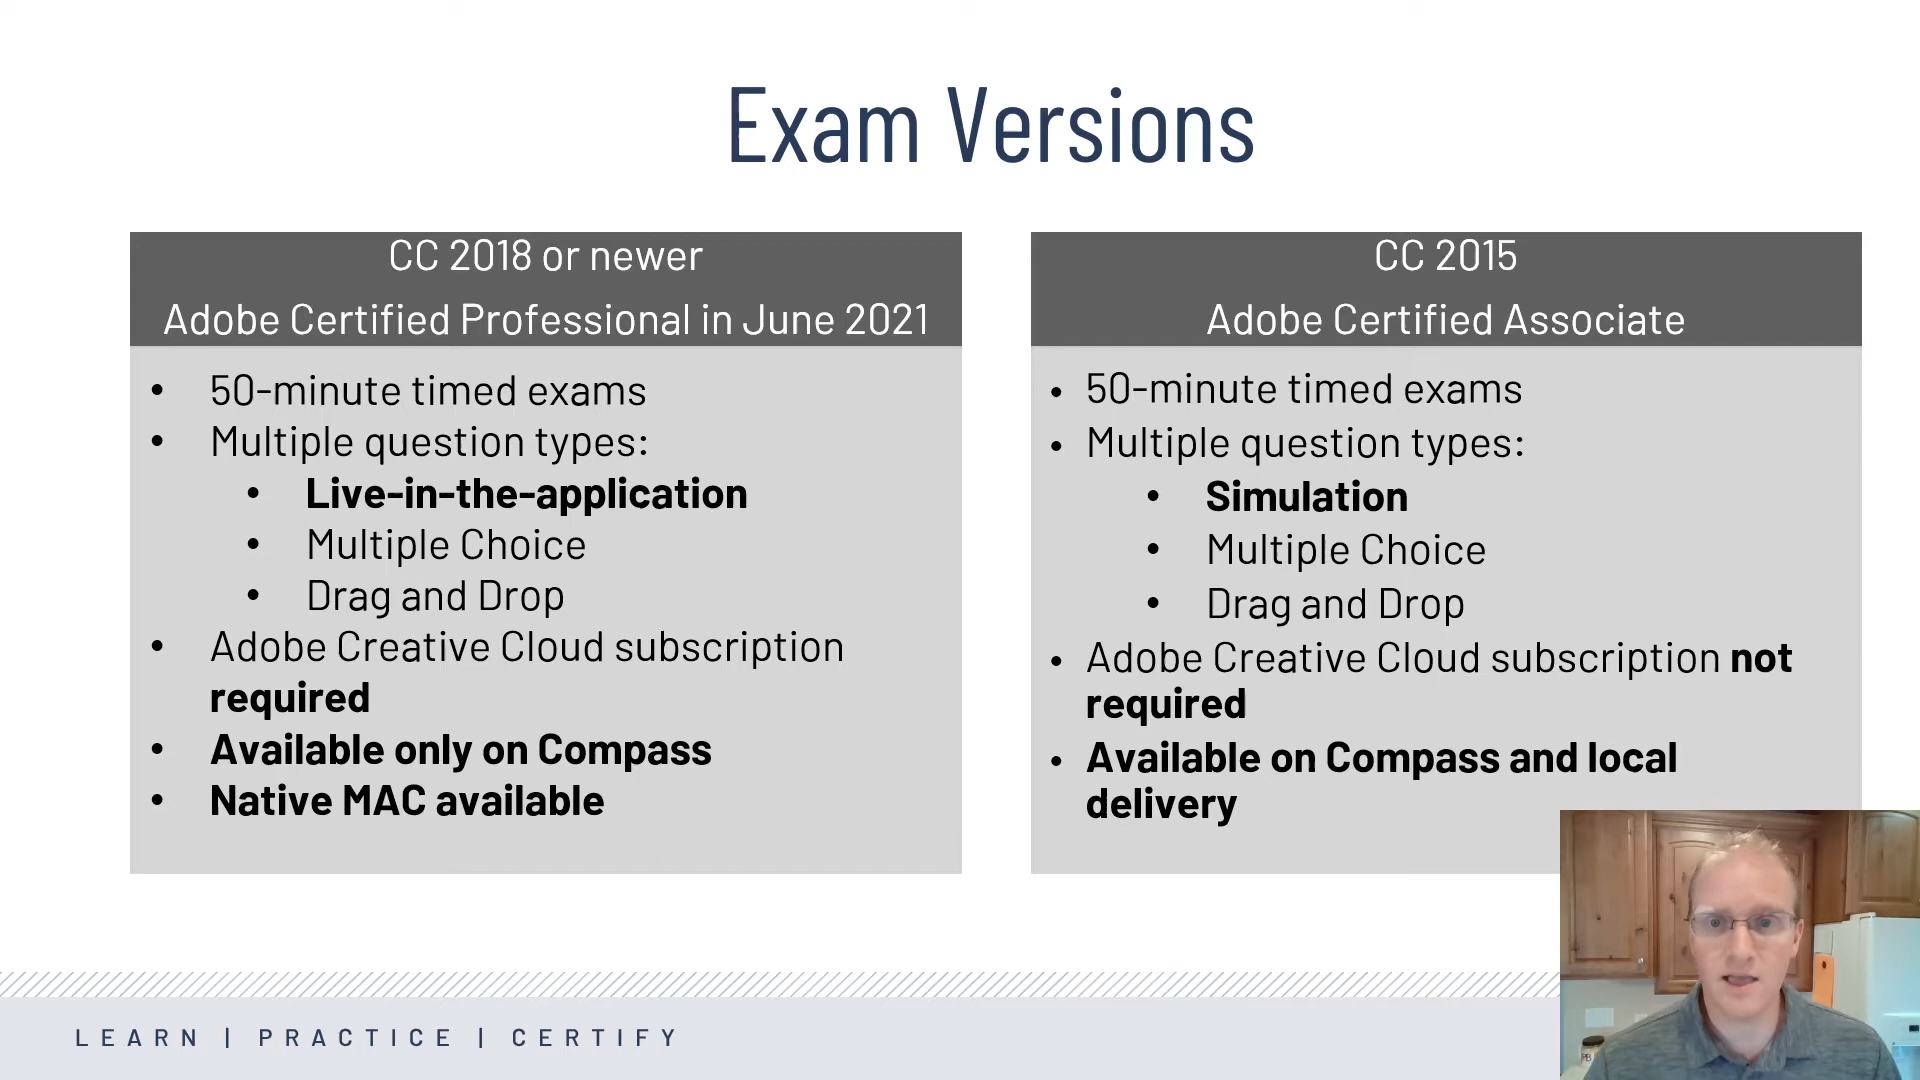 Exam Versions
CC 2018 or newer
Adobe Certified Professional in June 2021
• 50-minute timed exams
• Multiple question types:
• Live-in-the-application
• Multiple Choice
• Drag and Drop
• Adobe Creative Cloud subscription
required
• Available only on Compass
• Native MAC available
CC 2015
Adobe Certified Associate
• 50-minute timed exams
• Multiple question types:
• Simulation
• Multiple Choice
• Drag and Drop
• Adobe Creative Cloud subscription not
required
• Available on Compass and local
delivery
LEARN | PRACTICE | CERTIFY